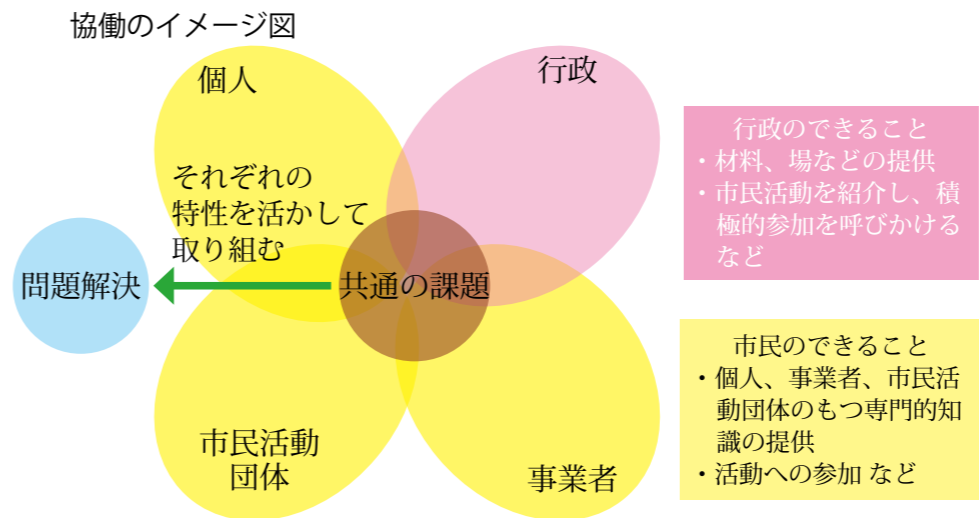 協働のイメージ図
個人
行政
それぞれの
特性を活かして
取り組む
問題解決
共通の課題
市民活動
団体
事業者
行政のできること
・材料、場などの提供
・市民活動を紹介し、積
極的参加を呼びかける
など
市民のできること
・個人、事業者、市民活
動団体のもつ専門的知
識の提供
・活動への参加 など